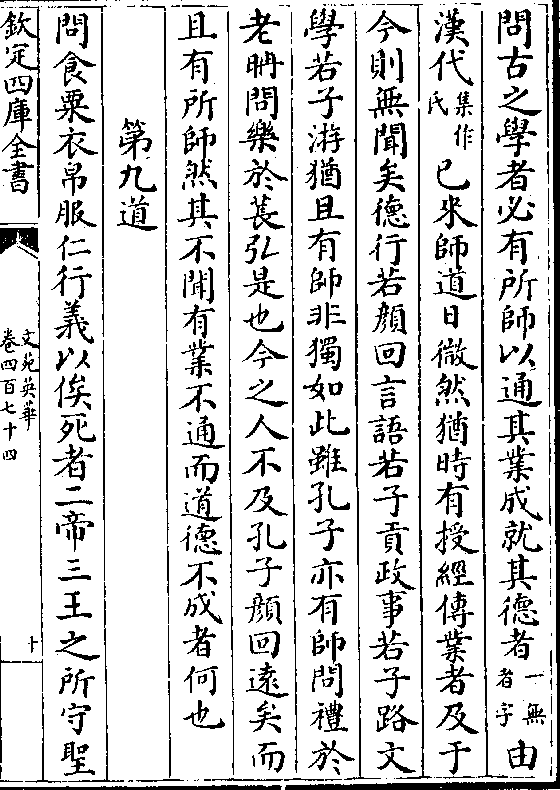 問古之學者必有所師以通其業成就其德者一無者字由
漢代集作氏已來師道日微然猶時有授經傳業者及于
今則無聞矣德行若顔回言語若子貢政事若子路文
學若子游猶且有師非獨如此雖孔子亦有師問禮於
老聃問樂於萇弘是也今之人不及孔子顔回遠矣而
且有所師然其不聞有業不通而道德不成者何也
第九道
問食粟衣帛服仁行義以俟死者二帝三王之所守聖
欽定四庫全書
文苑英華
卷四百七十四
十